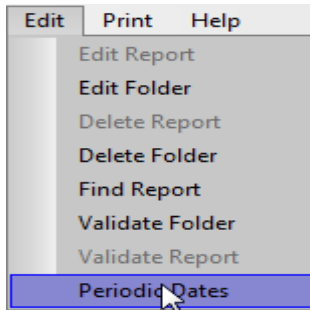 Edit Print Help
Edit Report
Edit Folder
Delete Report
Delete Folder
Find Report
Validate Folder
Validate Report
Periodic Dates